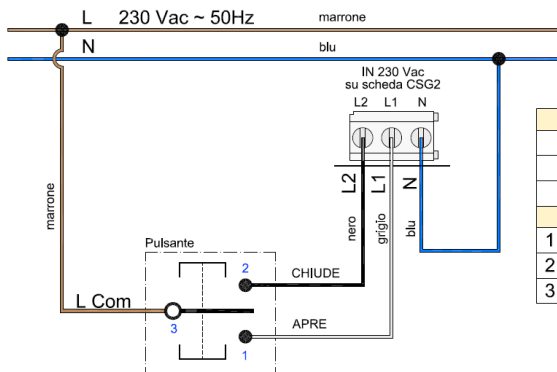 L 230 Vac ~ 50Hz marrone
N blu
IN 230 Vac
su scheda CSG2
L2 L1 N
L2 L1 N
marrone
nero
grigio
blu
Pulsante
2
CHIUDE
L Com
3
APRE
1
1
2
3